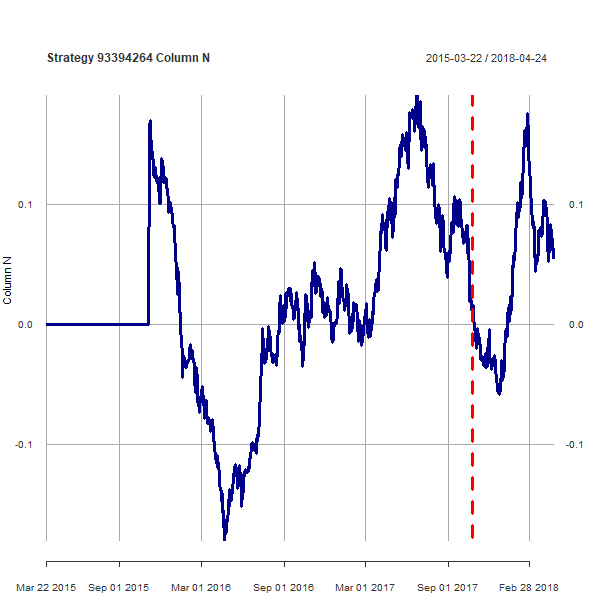 Strategy 93394264 Column N
2015-03-22 / 2018-04-24
Column N
0.1
0.1
0.0
0.0
-0.1
-0.1
Mar 22 2015
Sep 01 2015
Mar 01 2016
Sep 01 2016
Mar 01 2017
Sep 01 2017
Feb 28 2018